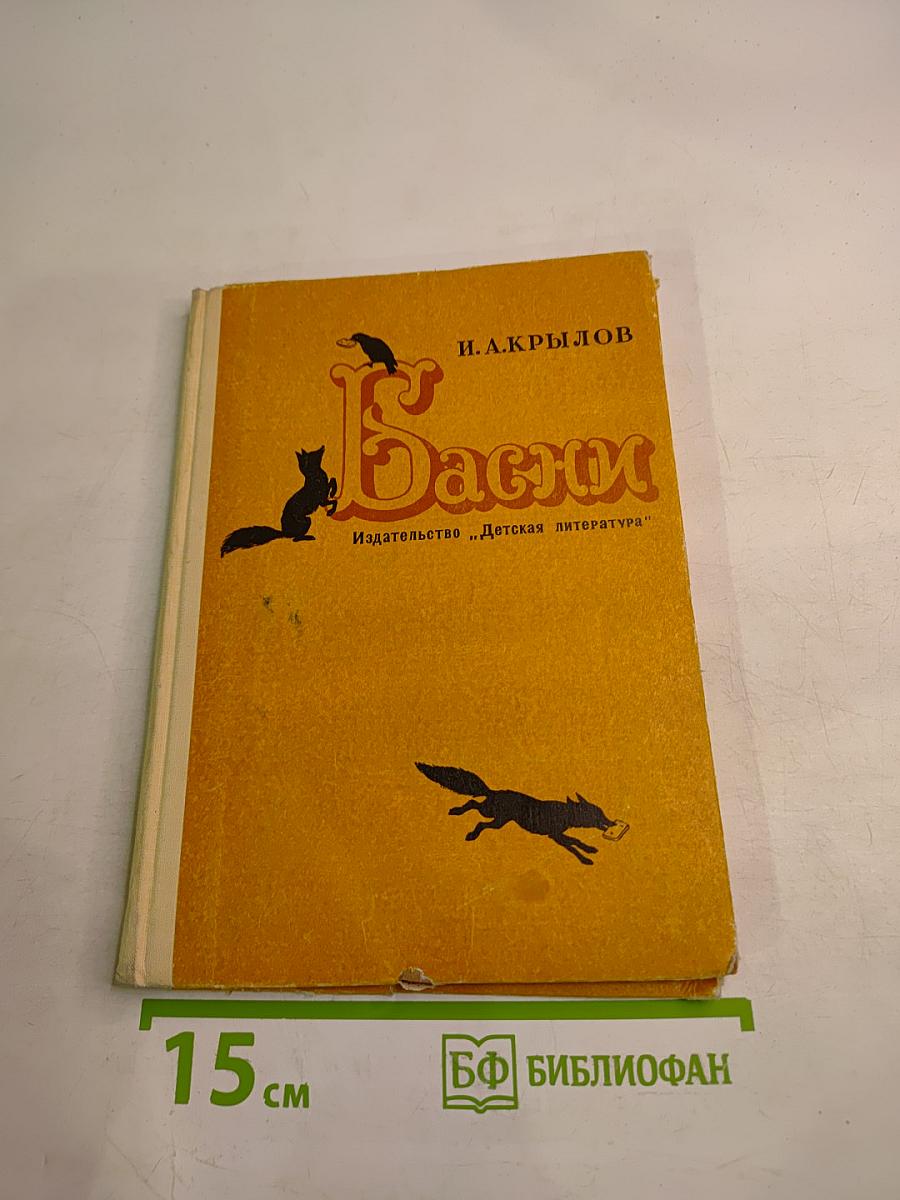 И. А. КРЫЛОВ
Басни
Издательство „Детская литература"
15 см
БФ БИБЛИОФАН